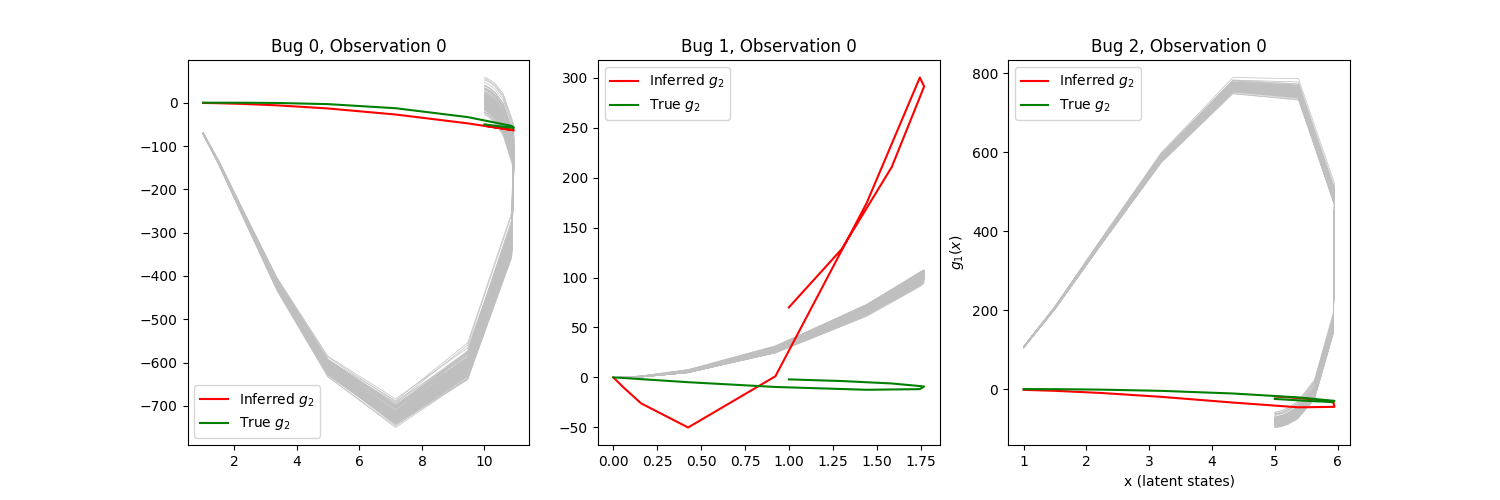 Bug 0, Observation 0
0
−100
−200
−300
−400
−500
−600
−700
2 4 6 8 10
Inferred g₂
True g₂
Bug 1, Observation 0
300
250
200
150
100
50
0
−50
0.00 0.25 0.50 0.75 1.00 1.25 1.50 1.75
Inferred g₂
True g₂
Bug 2, Observation 0
800
600
400
200
0
1 2 3 4 5 6
g₁(x)
x (latent states)
Inferred g₂
True g₂